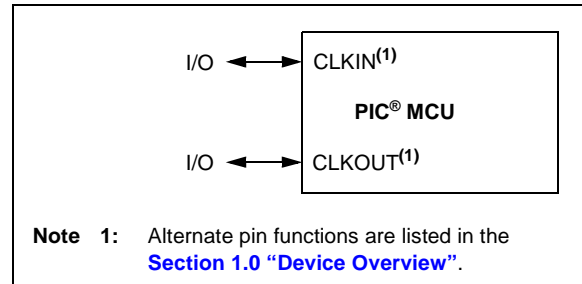 I/O CLKIN(1)
PIC® MCU
I/O CLKOUT(1)
Note 1: Alternate pin functions are listed in the
Section 1.0 “Device Overview”.